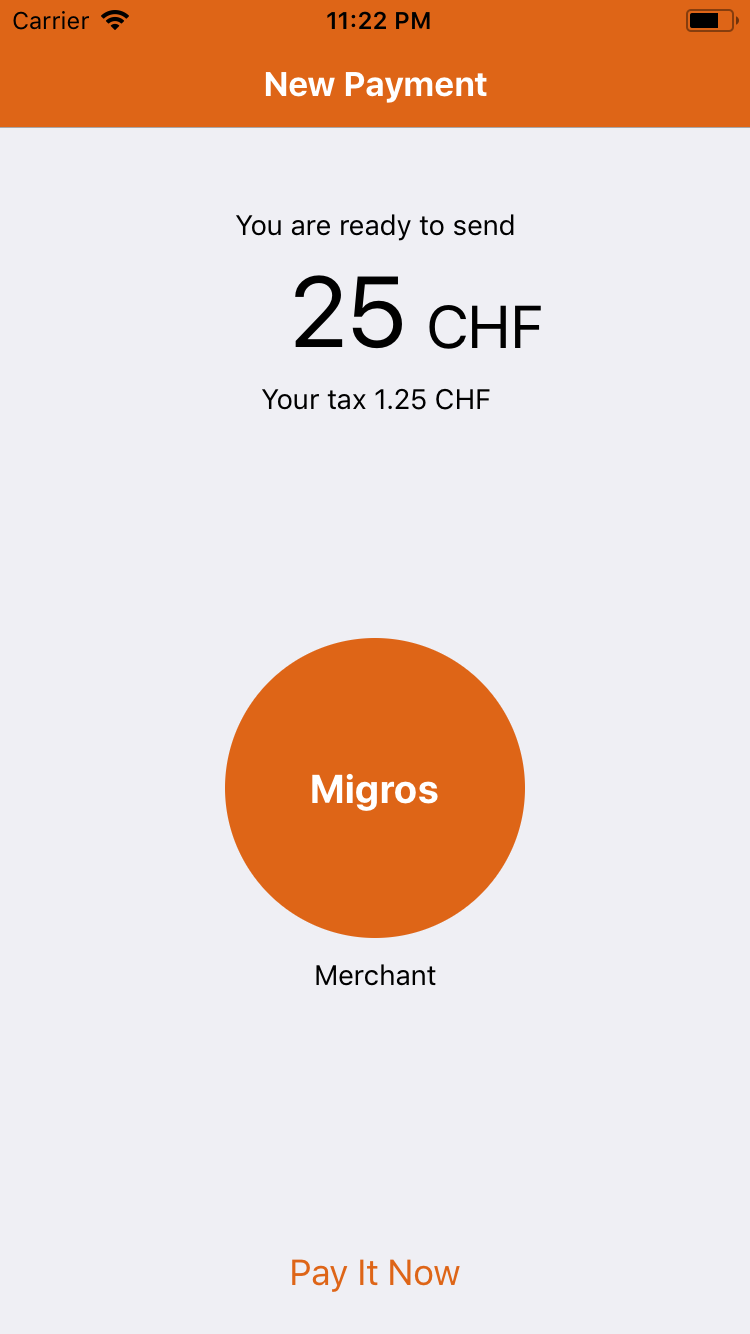 Carrier 11:22 PM
New Payment
You are ready to send
25 CHF
Your tax 1.25 CHF
Migros
Merchant
Pay It Now